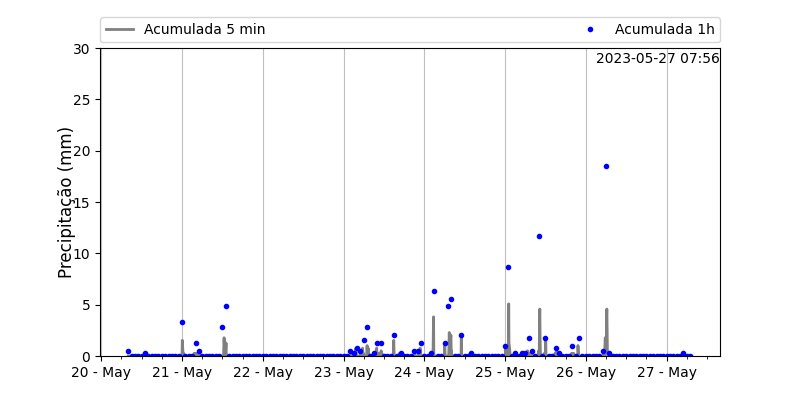 Acumulada 5 min
Acumulada 1h
2023-05-27 07:56
Precipitação (mm)
30
25
20
15
10
5
0
20 - May
21 - May
22 - May
23 - May
24 - May
25 - May
26 - May
27 - May